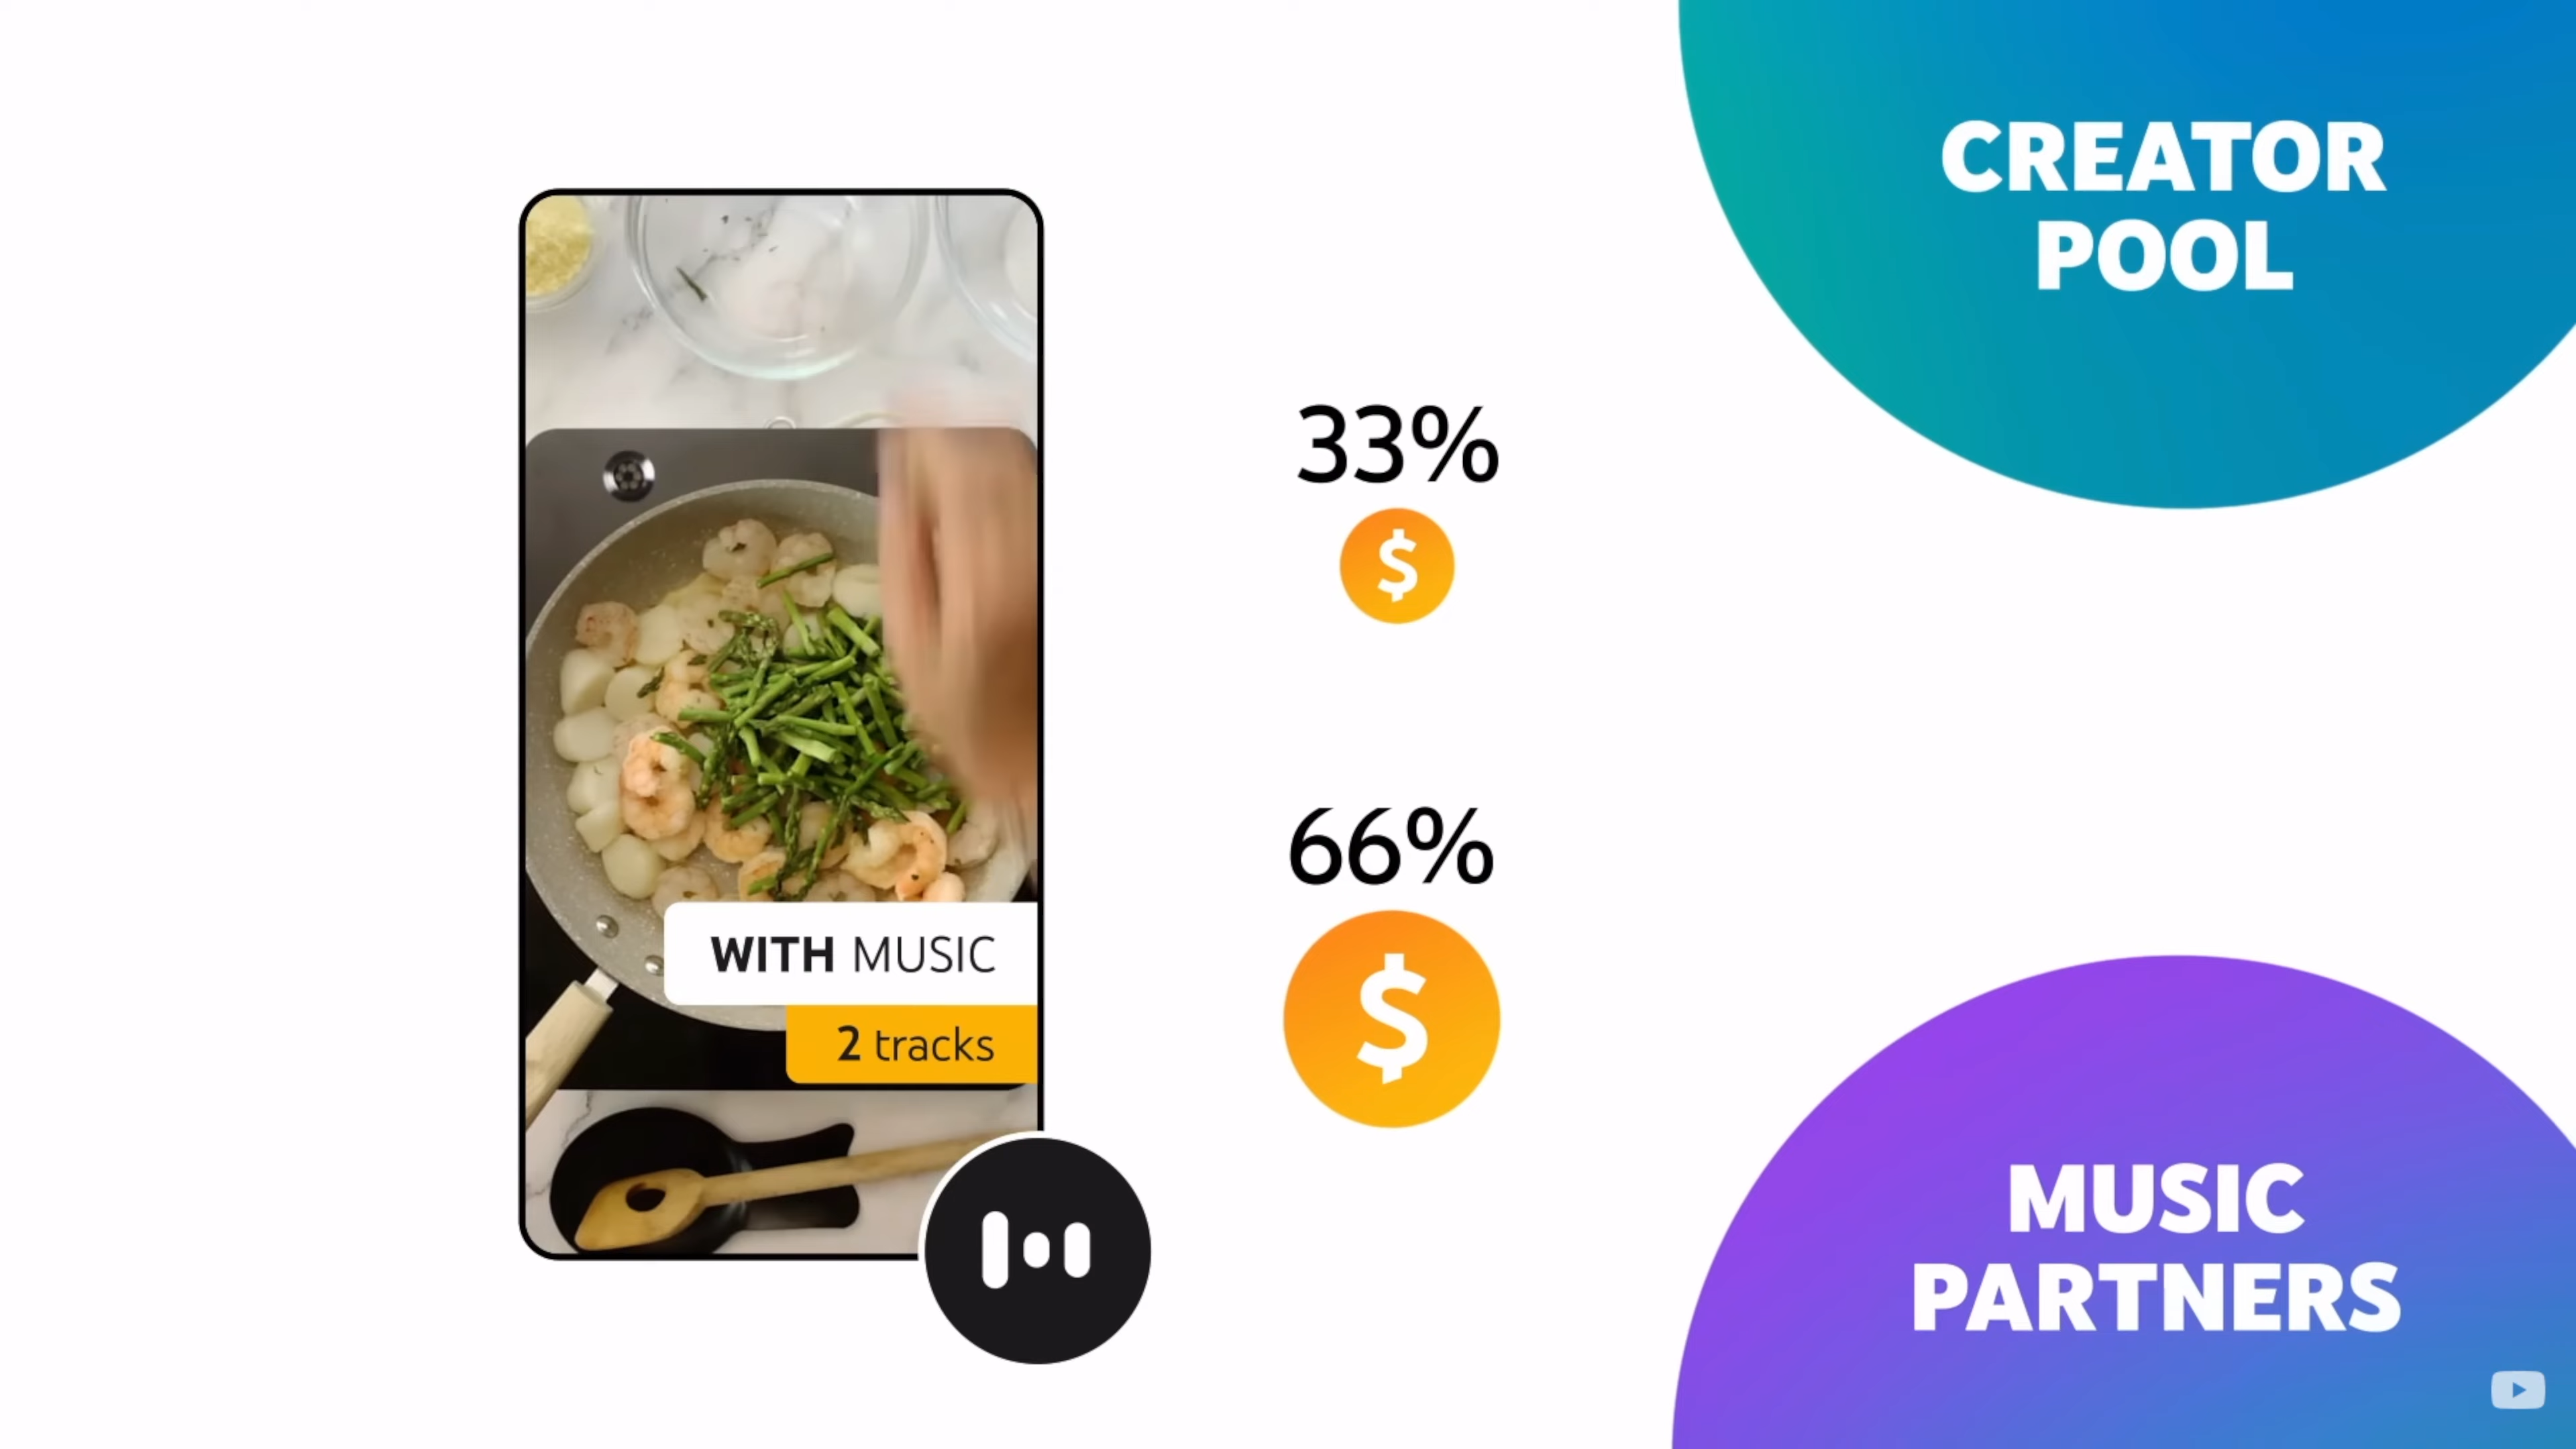 CREATOR
POOL
33%
$
66%
$
WITH MUSIC
2 tracks
MUSIC
PARTNERS